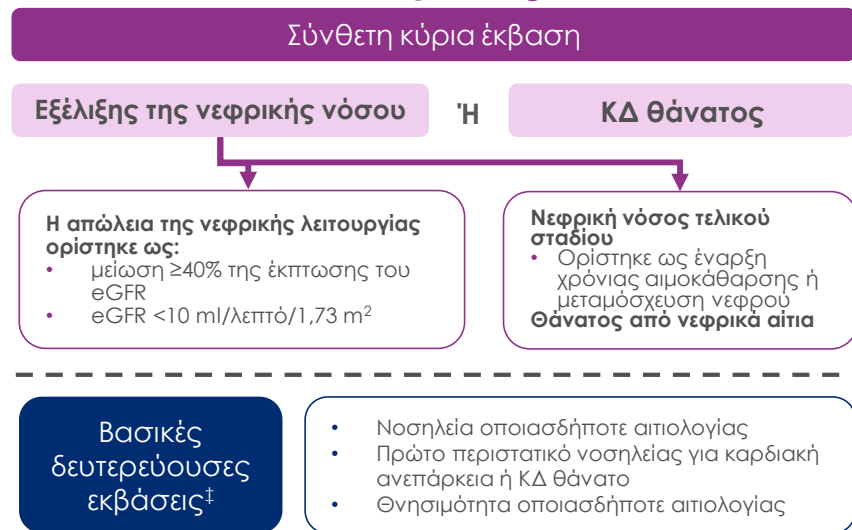 Σύνθετη κύρια έκβαση
Εξέλιξης της νεφρικής νόσου
Ή
ΚΔ θάνατος
Η απώλεια της νεφρικής λειτουργίας
ορίστηκε ως:
• μείωση ≥40% της έκπτωσης του
eGFR
• eGFR <10 ml/λεπτό/1,73 m²
Νεφρική νόσος τελικού
σταδίου
• Ορίστηκε ως έναρξη
χρόνιας αιμοκάθαρσης ή
μεταμόσχευση νεφρού
Θάνατος από νεφρικά αίτια
Βασικές
δευτερεύουσες
εκβάσεις‡
• Νοσηλεία οποιασδήποτε αιτιολογίας
• Πρώτο περιστατικό νοσηλείας για καρδιακή
ανεπάρκεια ή ΚΔ θάνατο
• Θνησιμότητα οποιασδήποτε αιτιολογίας